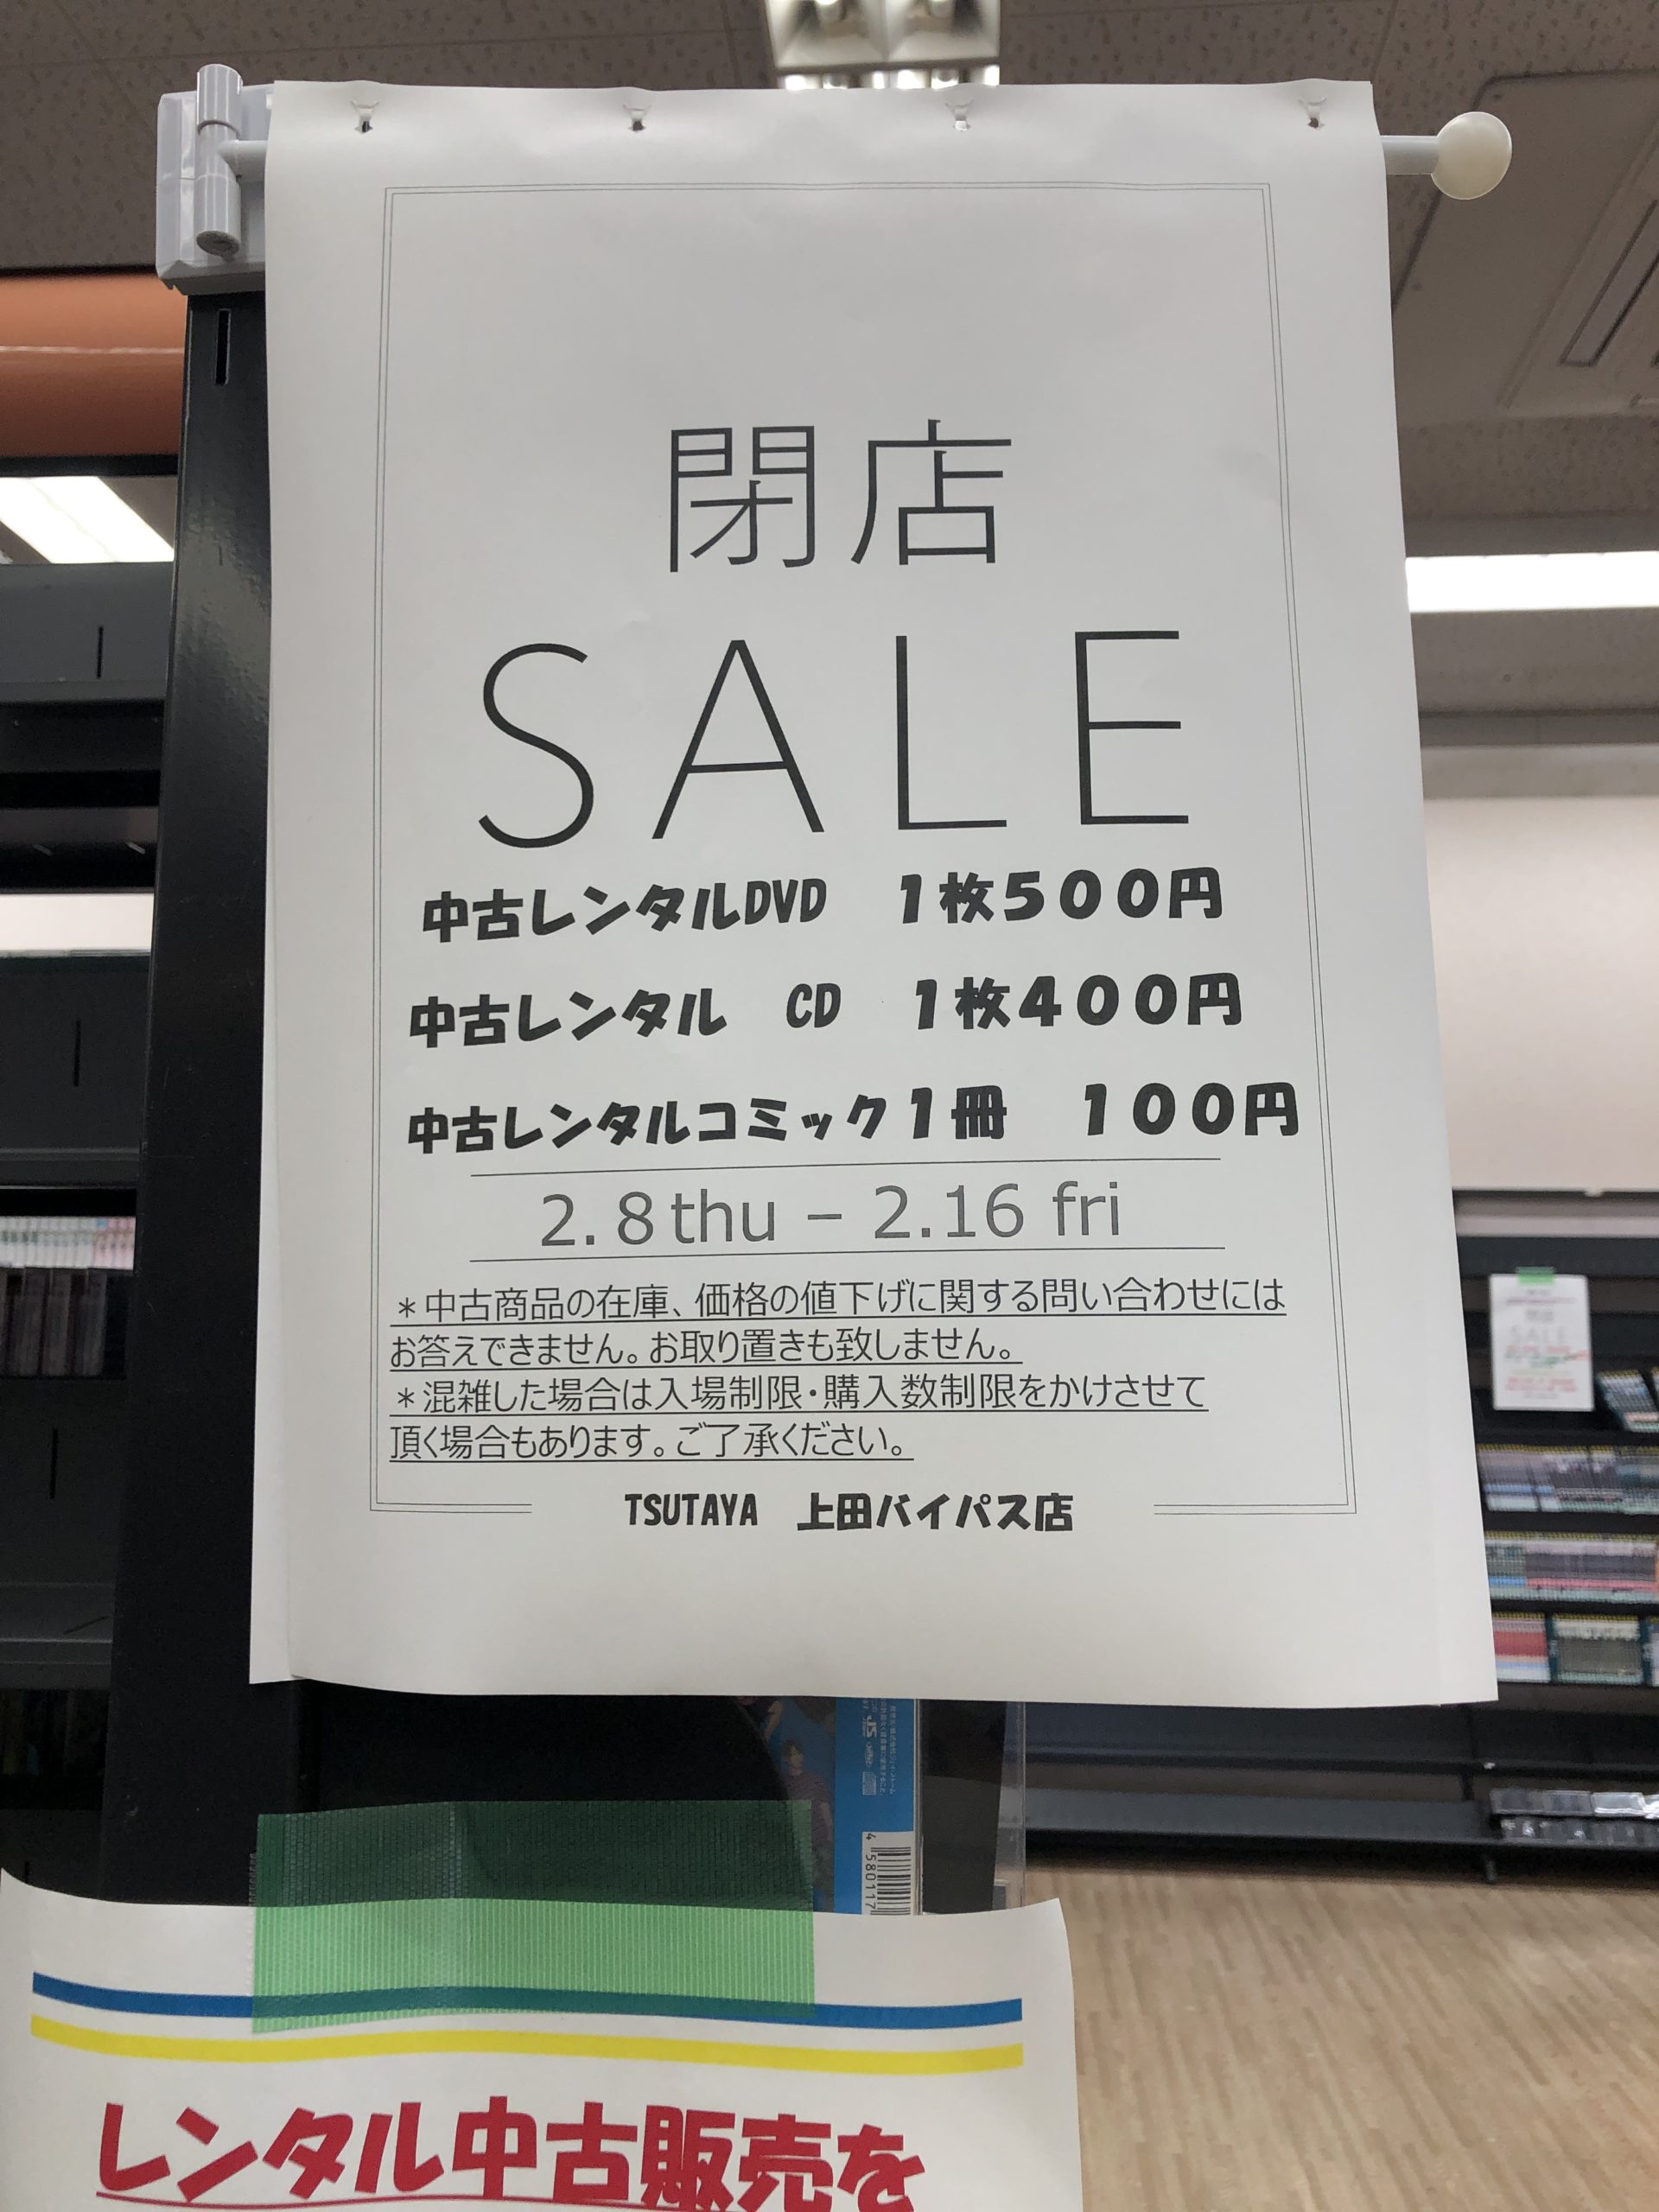 閉店
SALE
中古レンタルDVD　1枚500円
中古レンタル　CD　1枚400円
中古レンタルコミック1冊　100円
2.8thu – 2.16 fri
＊中古商品の在庫、価格の値下げに関する問い合わせには
お答えできません。お取り置きも致しません。
＊混雑した場合は入場制限・購入数制限をかけさせて
頂く場合もあります。ご了承ください。
TSUTAYA　上田バイパス店
4 580117
レンタル中古販売を
SALE